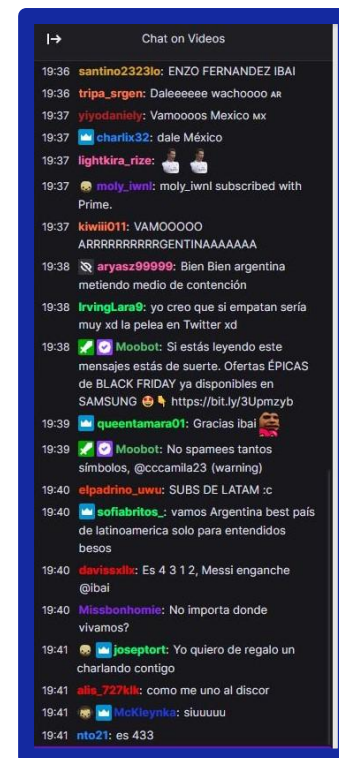 Chat on Videos
19:36 santino2323lo: ENZO FERNANDEZ IBAI
19:36 tripa_srgen: Daleeeeee wachoooo AR
19:37 yiyodaniely: Vamoooos Mexico MX
19:37 charlix32: dale México
19:37 lightkira_rize:
19:37 moly_iwnl: moly_iwnl subscribed with
Prime.
19:37 kiwiii011: VAMOOOOO
ARRRRRRRRRRGENTINAAAAAAA
19:38 aryasz99999: Bien Bien argentina
metiendo medio de contención
19:38 IrvingLara9: yo creo que si empatan sería
muy xd la pelea en Twitter xd
19:38 Moobot: Si estás leyendo este
mensajes estás de suerte. Ofertas ÉPICAS
de BLACK FRIDAY ya disponibles en
SAMSUNG 🤩👇 https://bit.ly/3Upmzyb
19:39 queentamara01: Gracias ibai
19:39 Moobot: No spamees tantos
símbolos, @cccamila23 (warning)
19:40 elpadrino_uwu: SUBS DE LATAM :c
19:40 sofiabritos_: vamos Argentina best país
de latinoamerica solo para entendidos
besos
19:40 davissxllx: Es 4 3 1 2, Messi enganche
@ibai
19:40 Missbonhomie: No importa donde
vivamos?
19:41 joseptort: Yo quiero de regalo un
charlando contigo
19:41 alis_727klk: como me uno al discor
19:41 McKleynka: siuuuuu
19:41 nto21: es 433